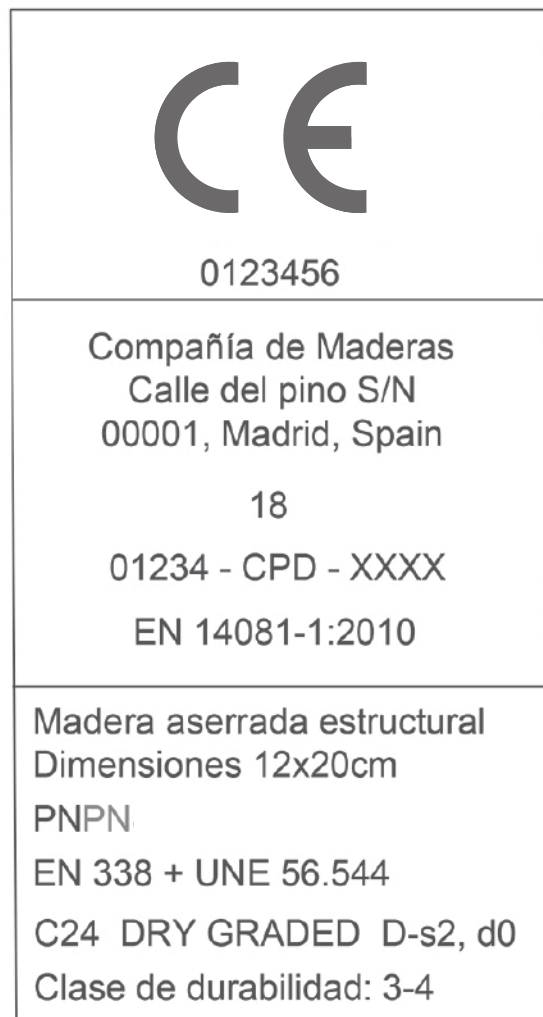 CE
0123456
Compañía de Maderas
Calle del pino S/N
00001, Madrid, Spain
18
01234 - CPD - XXXX
EN 14081-1:2010
Madera aserrada estructural
Dimensiones 12x20cm
PNPN
EN 338 + UNE 56.544
C24 DRY GRADED D-s2, d0
Clase de durabilidad: 3-4